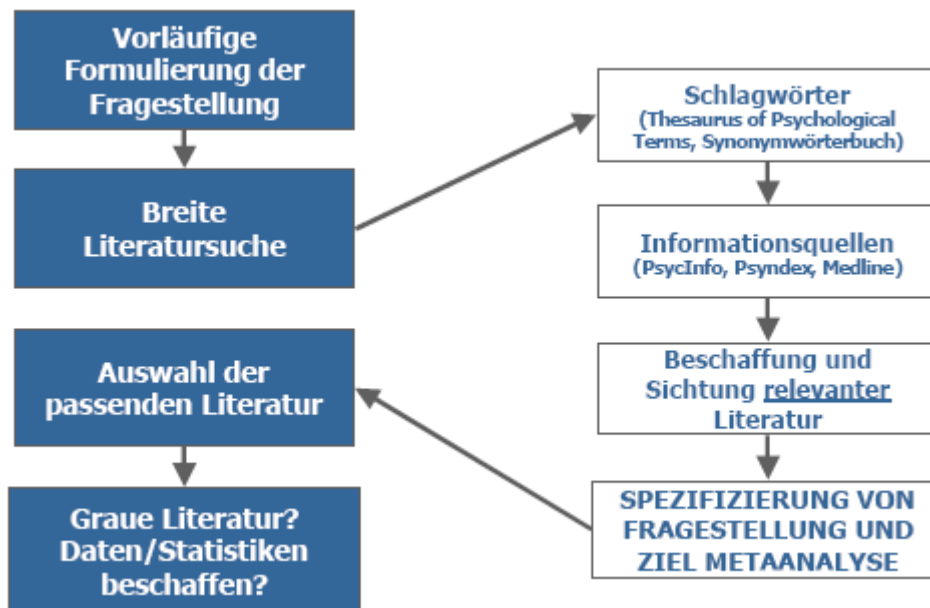 Vorläufige
Formulierung der
Fragestellung
Breite
Literatursuche
Schlagwörter
(Thesaurus of Psychological
Terms, Synonymwörterbuch)
Informationsquellen
(PsycInfo, Psyndex, Medline)
Beschaffung und
Sichtung relevanter
Literatur
SPEZIFIZIERUNG VON
FRAGESTELLUNG UND
ZIEL METAANALYSE
Auswahl der
passenden Literatur
Graue Literatur?
Daten/Statistiken
beschaffen?